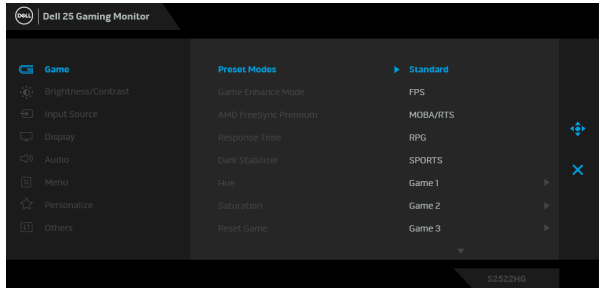 DELL Dell 25 Gaming Monitor
Game Preset Modes Standard
Brightness/Contrast Game Enhance Mode FPS
Input Source AMD FreeSync Premium MOBA/RTS
Display Response Time RPG
Audio Dark Stabilizer SPORTS
Menu Hue Game 1
Personalize Saturation Game 2
Others Reset Game Game 3
S2522HG